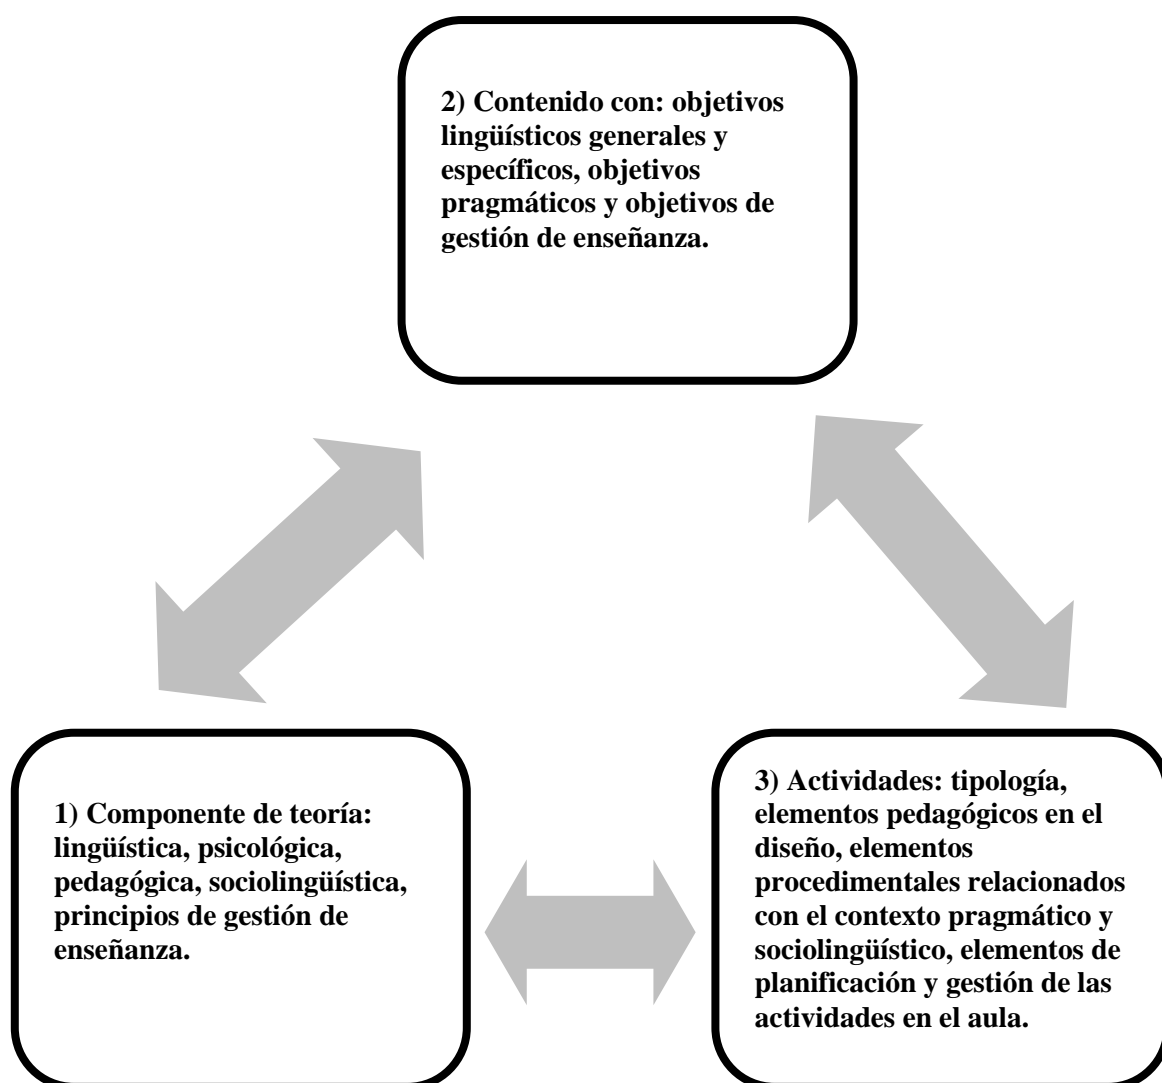 2) Contenido con: objetivos
lingüísticos generales y
específicos, objetivos
pragmáticos y objetivos de
gestión de enseñanza.
1) Componente de teoría:
lingüística, psicológica,
pedagógica, sociolingüística,
principios de gestión de
enseñanza.
3) Actividades: tipología,
elementos pedagógicos en el
diseño, elementos
procedimentales relacionados
con el contexto pragmático y
sociolingüístico, elementos de
planificación y gestión de las
actividades en el aula.